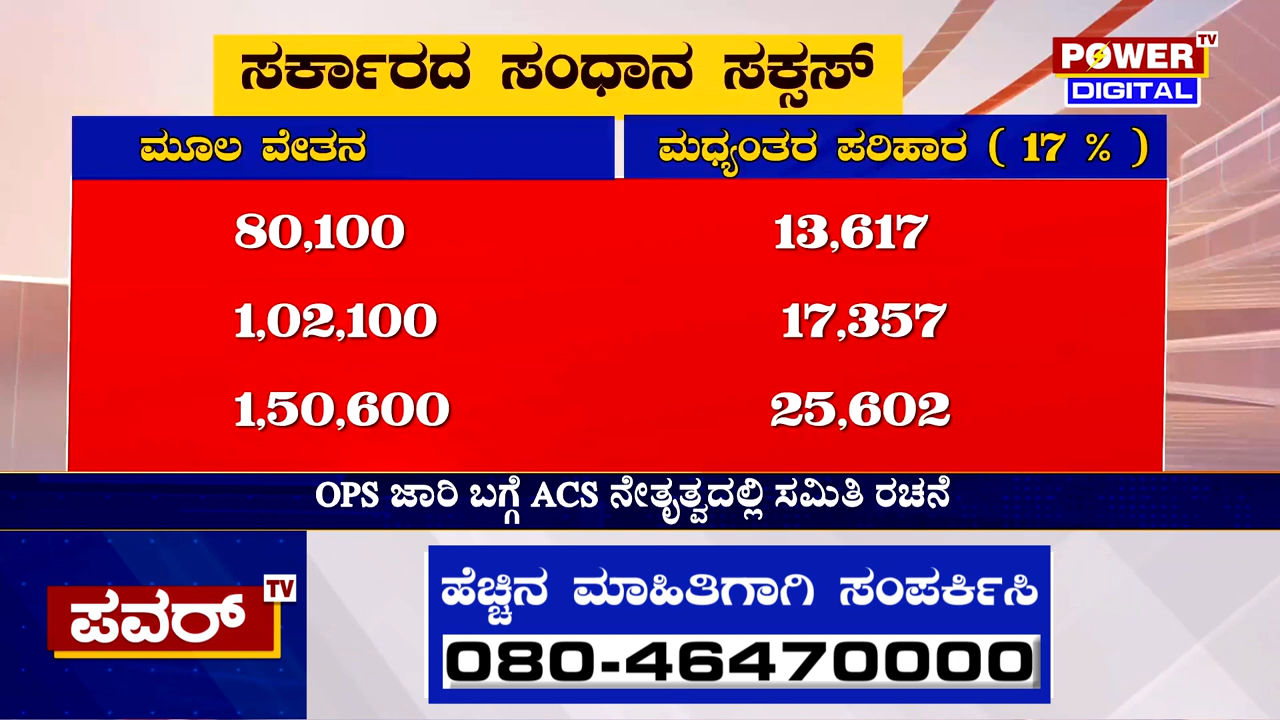 ಸರ್ಕಾರದ ಸಂಧಾನ ಸಕ್ಸಸ್
POWER TV
DIGITAL
ಮೂಲ ವೇತನ ಮಧ್ಯಂತರ ಪರಿಹಾರ ( 17 % )
80,100 13,617
1,02,100 17,357
1,50,600 25,602
OPS ಜಾರಿ ಬಗ್ಗೆ ACS ನೇತೃತ್ವದಲ್ಲಿ ಸಮಿತಿ ರಚನೆ
ಪವರ್ TV
ಹೆಚ್ಚಿನ ಮಾಹಿತಿಗಾಗಿ ಸಂಪರ್ಕಿಸಿ
080-46470000